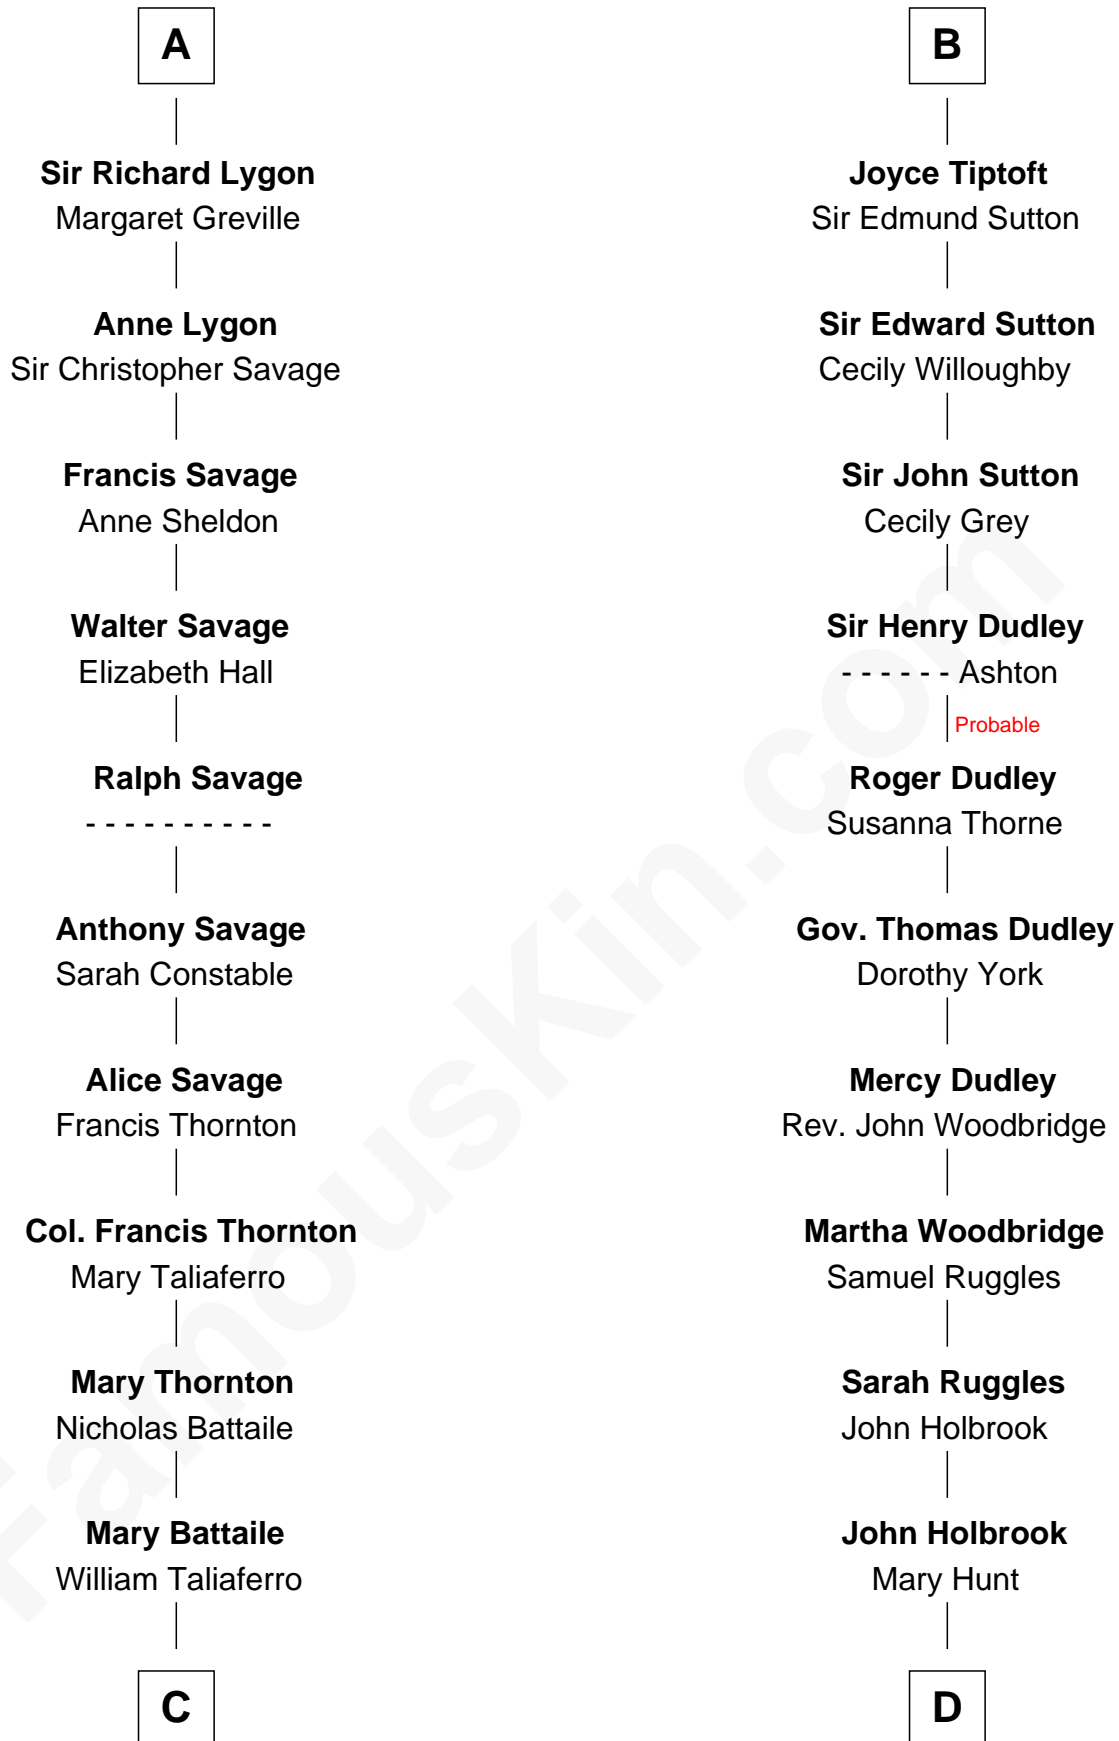 A
Sir Richard Lygon
Margaret Greville
Anne Lygon
Sir Christopher Savage
Francis Savage
Anne Sheldon
Walter Savage
Elizabeth Hall
Ralph Savage
- - - - - - - - - -
Anthony Savage
Sarah Constable
Alice Savage
Francis Thornton
Col. Francis Thornton
Mary Taliaferro
Mary Thornton
Nicholas Battaile
Mary Battaile
William Taliaferro
C
B
Joyce Tiptoft
Sir Edmund Sutton
Sir Edward Sutton
Cecily Willoughby
Sir John Sutton
Cecily Grey
Sir Henry Dudley
- - - - - - Ashton
Probable
Roger Dudley
Susanna Thorne
Gov. Thomas Dudley
Dorothy York
Mercy Dudley
Rev. John Woodbridge
Martha Woodbridge
Samuel Ruggles
Sarah Ruggles
John Holbrook
John Holbrook
Mary Hunt
D
FamousKin.com